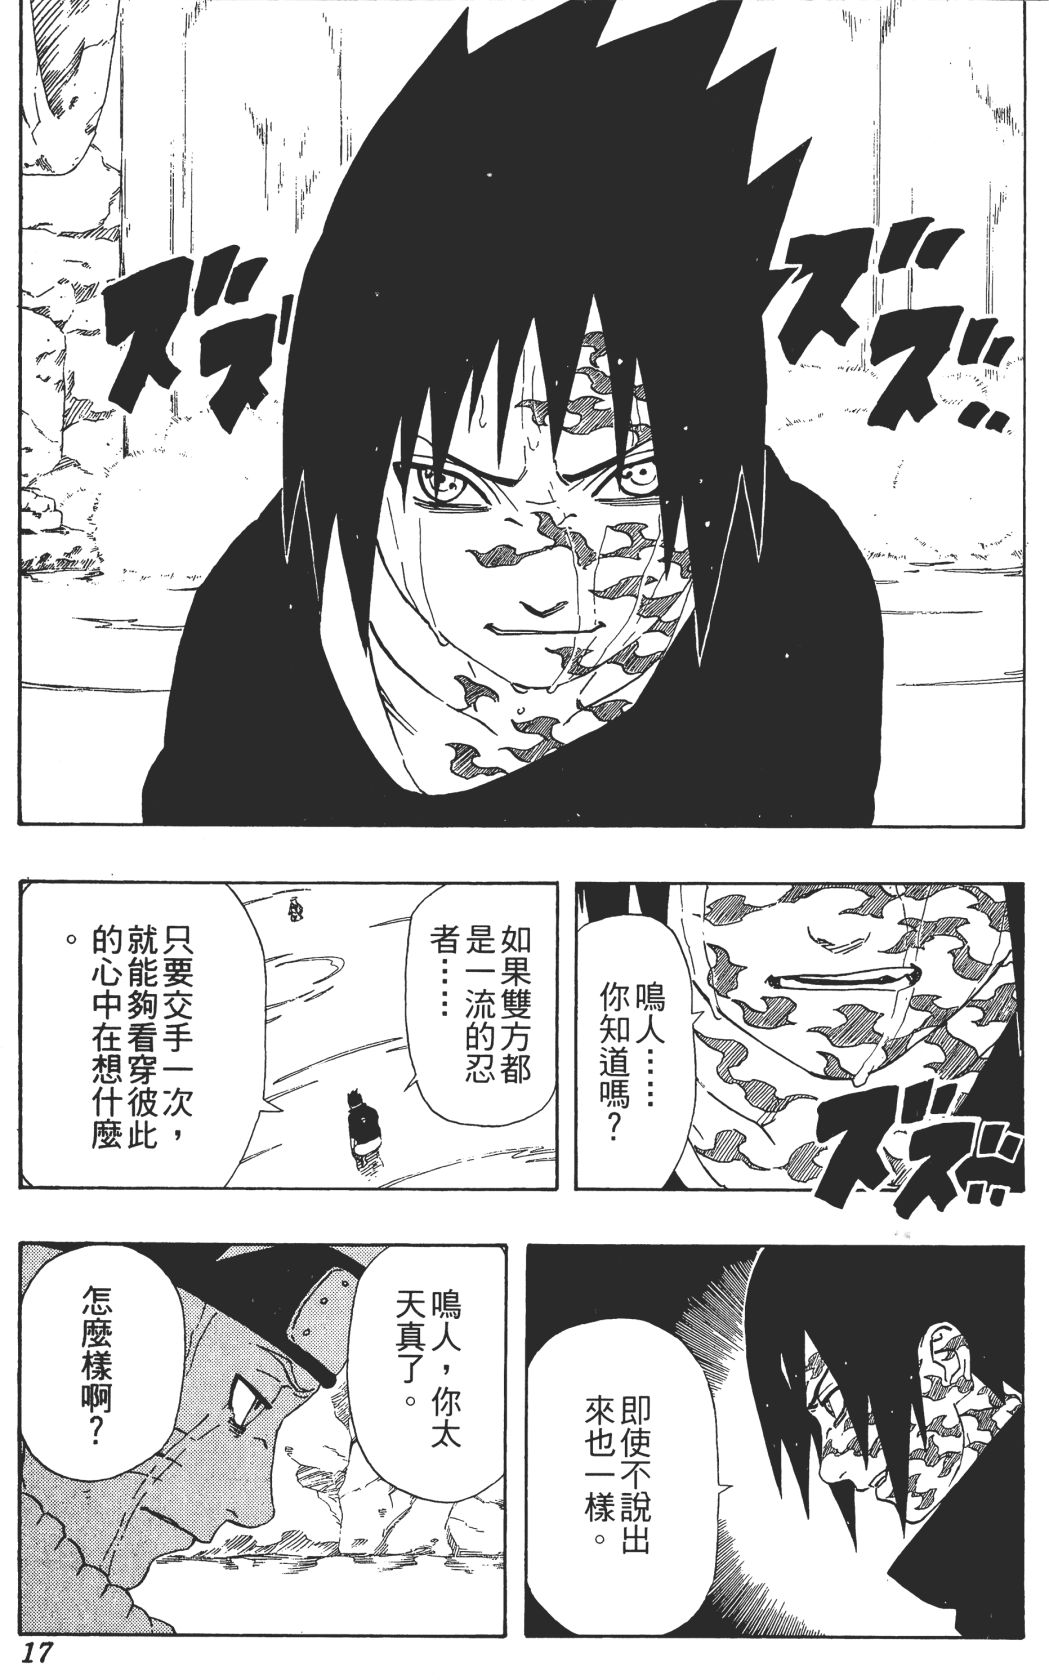 ズズ
ズズ
鳴人……
你知道嗎？
ズズ
如果雙方都
是一流的忍
者……
只要交手一次，
就能夠看穿彼此
的心中在想什麼
。
即使不說出
來也一樣。
鳴人，你太
天真了。
怎麼樣啊？
17